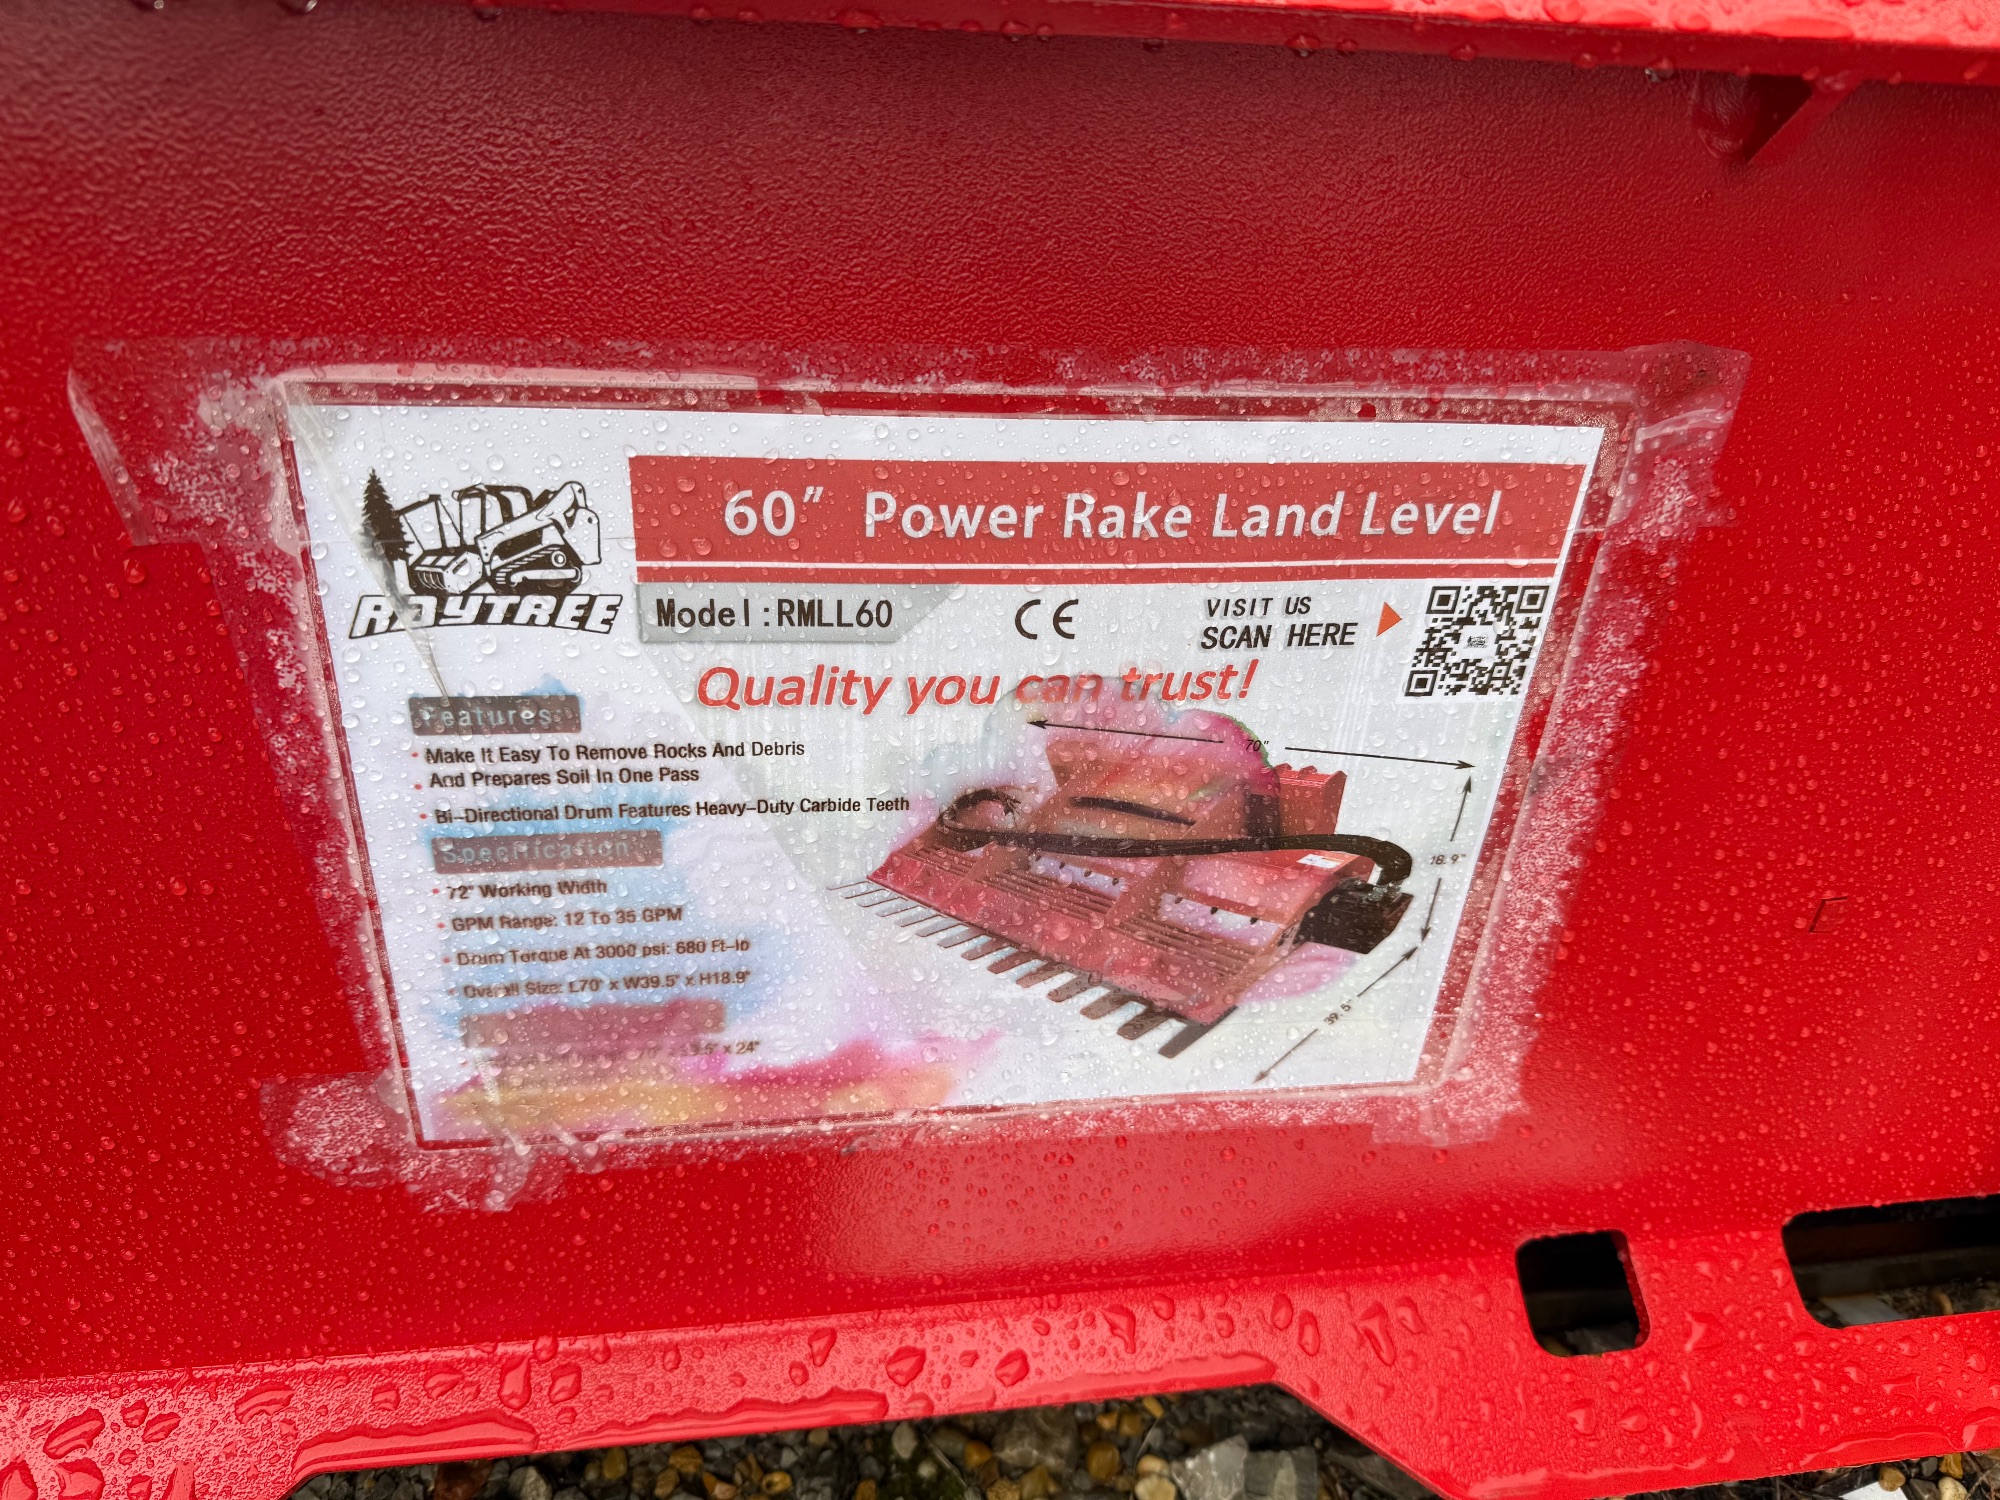 RAYTREE
60" Power Rake Land Level
Model:RMLL60
CE
VISIT US
SCAN HERE
Quality you can trust!
Features:
• Make It Easy To Remove Rocks And Debris
• And Prepares Soil In One Pass
• Bi-Directional Drum Features Heavy-Duty Carbide Teeth
Specification
• 72" Working Width
• GPM Range: 12 To 35 GPM
• Drum Torque At 3000 psi: 680 Ft-lb
• Overall Size: L70" x W39.5" x H18.9"
x 24"
70"
18.9"
39.5"